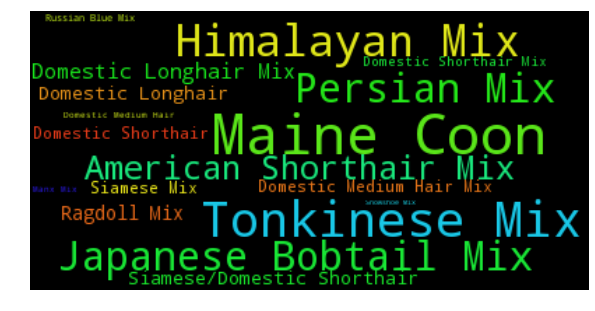 Russian Blue Mix
Himalayan Mix
Domestic Shorthair Mix
Domestic Longhair Mix
Persian Mix
Domestic Longhair
Domestic Medium Hair
Maine Coon
Domestic Shorthair
American Shorthair Mix
Manx Mix
Siamese Mix
Domestic Medium Hair Mix
Snowshoe Mix
Ragdoll Mix
Tonkinese Mix
Japanese Bobtail Mix
Siamese/Domestic Shorthair